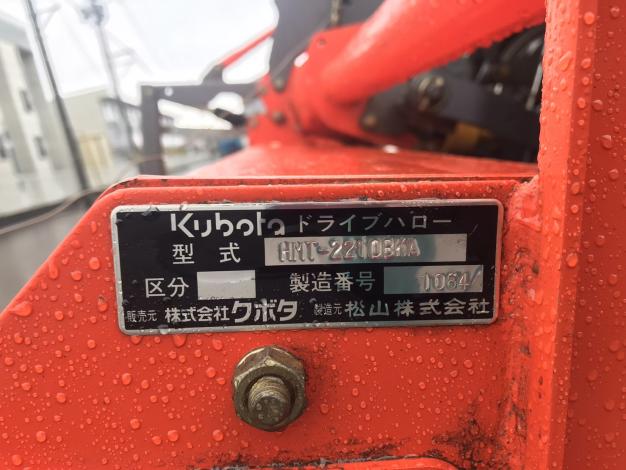 Kubota ドライブハロー
型式 HMT-2210BKA
区分 製造番号 1064
販売元 株式会社クボタ 製造元 松山株式会社